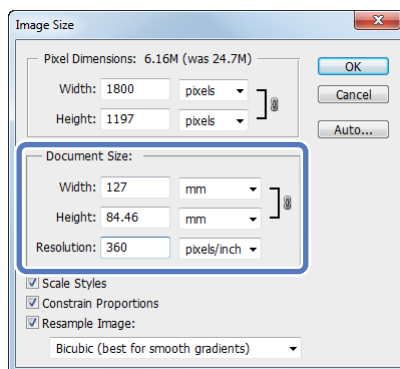 Image Size
Pixel Dimensions: 6.16M (was 24.7M)
Width: 1800 pixels
Height: 1197 pixels
OK
Cancel
Auto...
Document Size:
Width: 127 mm
Height: 84.46 mm
Resolution: 360 pixels/inch
Scale Styles
Constrain Proportions
Resample Image:
Bicubic (best for smooth gradients)